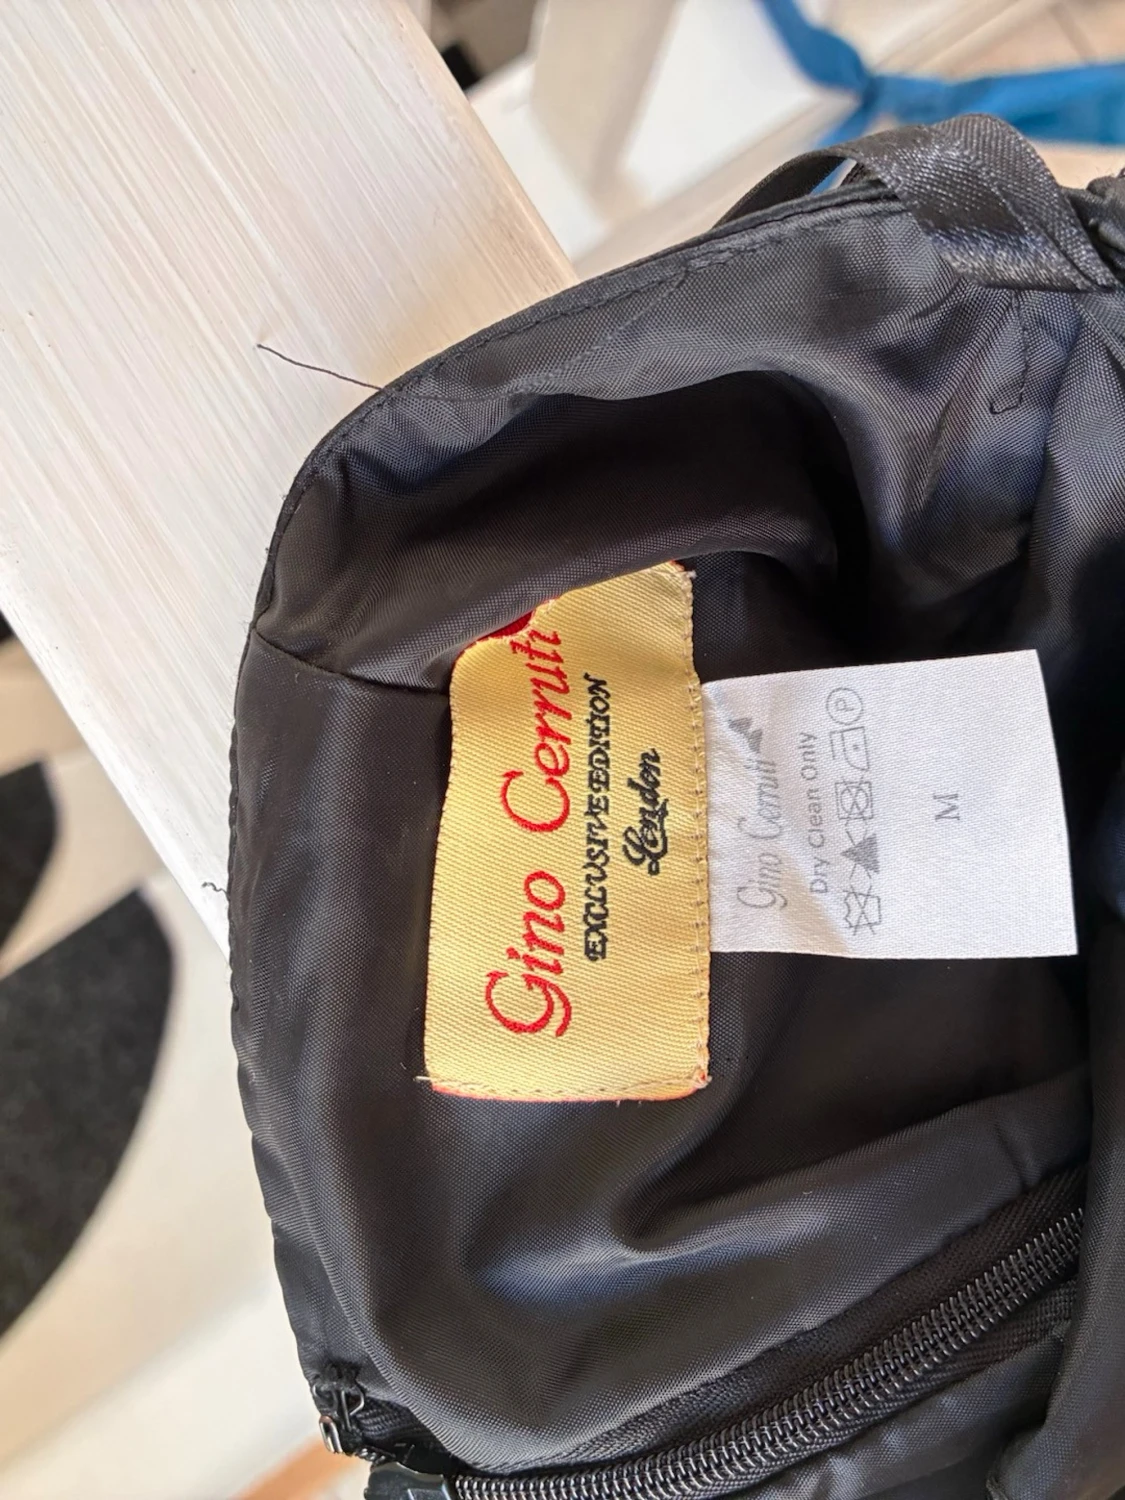 Gino Cerruti
EXCLUSIVE EDITION
London
Gino Cerruti
Dry Clean Only
P
M